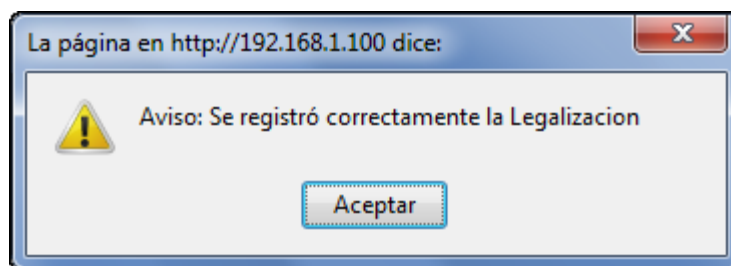 La página en http://192.168.1.100 dice:
Aviso: Se registró correctamente la Legalizacion
Aceptar